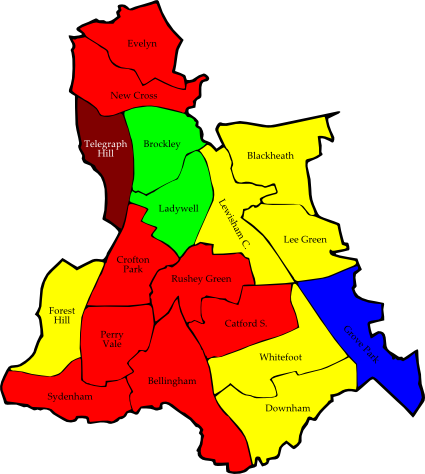 Evelyn
New Cross
Telegraph
Hill
Brockley
Blackheath
Ladywell
Lewisham C.
Lee Green
Crofton
Park
Rushey Green
Forest
Hill
Catford S.
Perry
Vale
Grove Park
Whitefoot
Bellingham
Sydenham
Downham